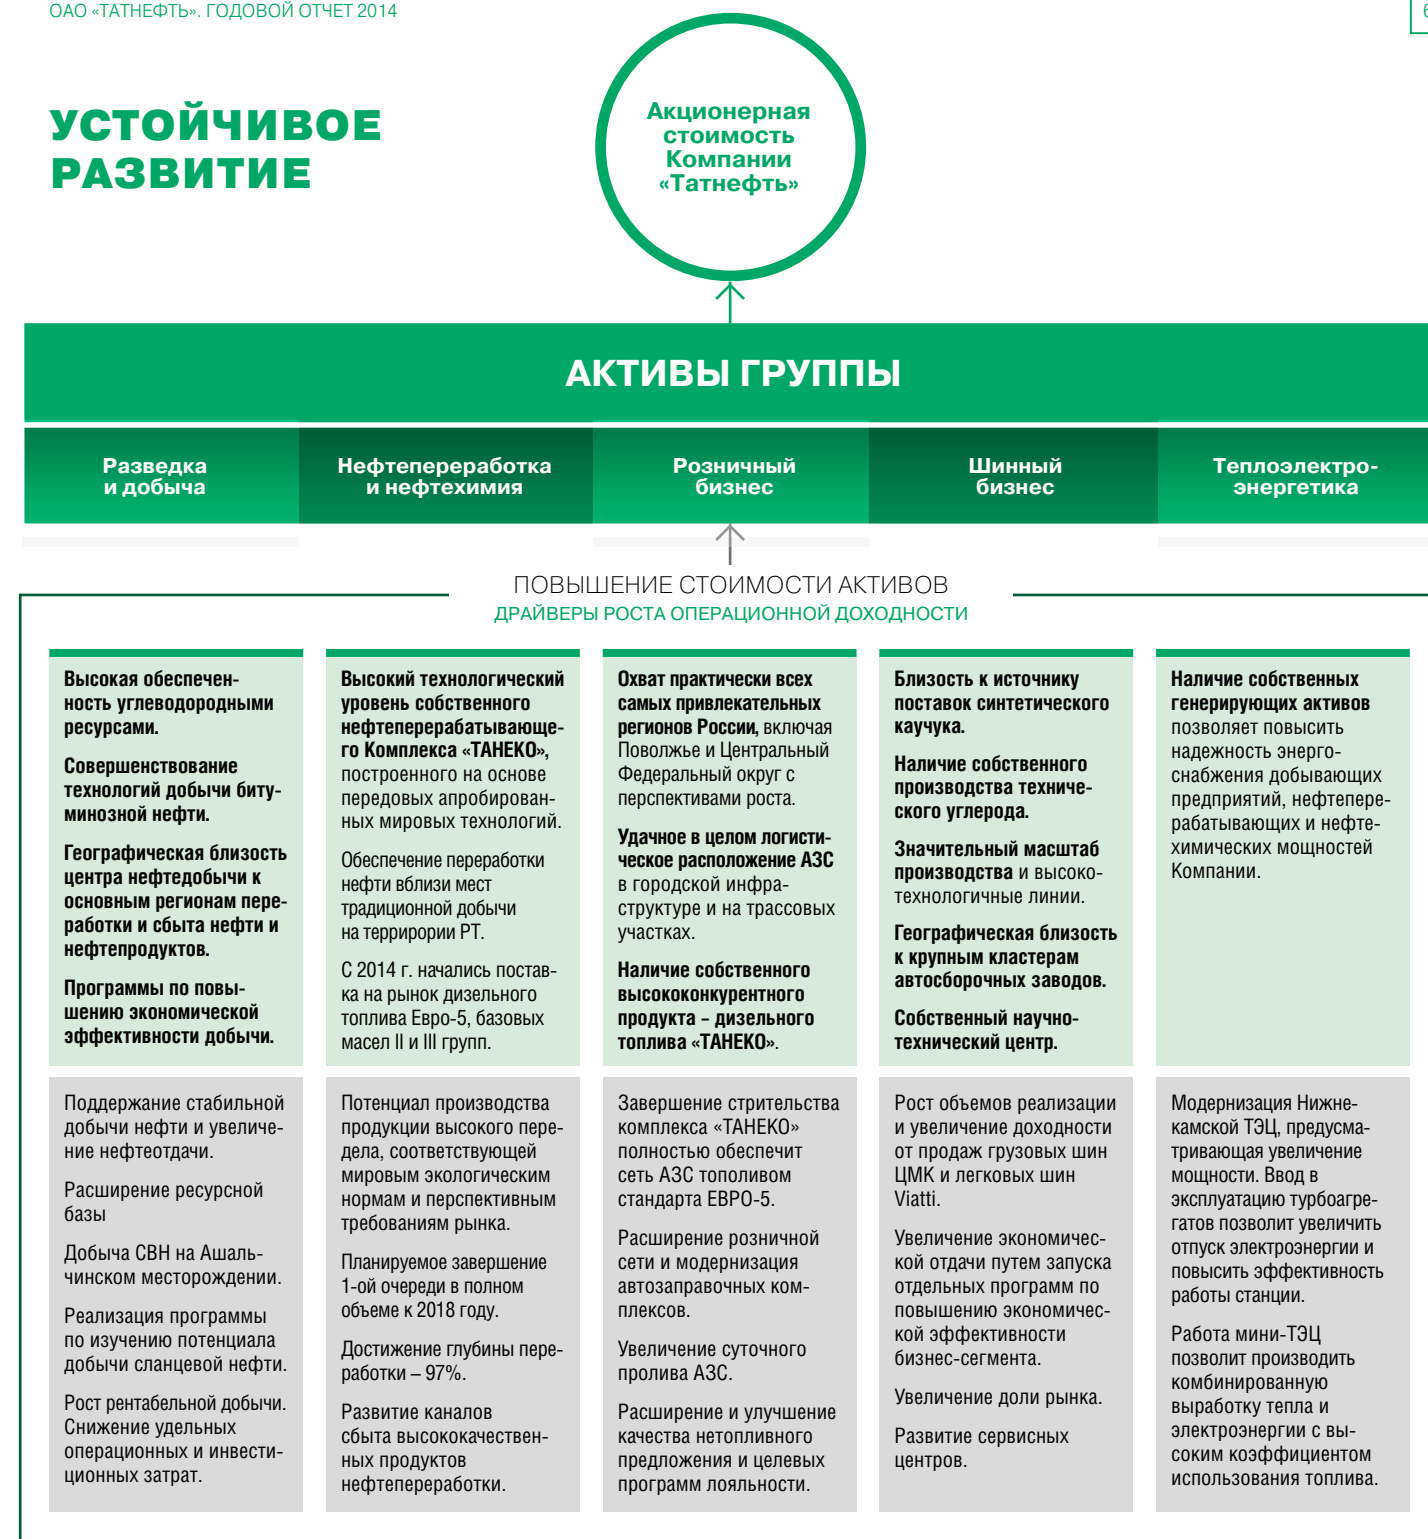 ОАО «ТАТНЕФТЬ». ГОДОВОЙ ОТЧЕТ 2014
УСТОЙЧИВОЕ
РАЗВИТИЕ
Акционерная
стоимость
Компании
«Татнефть»
АКТИВЫ ГРУППЫ
Разведка
и добыча
Нефтепереработка
и нефтехимия
Розничный
бизнес
Шинный
бизнес
Теплоэлектро-
энергетика
ПОВЫШЕНИЕ СТОИМОСТИ АКТИВОВ
ДРАЙВЕРЫ РОСТА ОПЕРАЦИОННОЙ ДОХОДНОСТИ
Высокая обеспечен-
ность углеводородными
ресурсами.
Совершенствование
технологий добычи биту-
минозной нефти.
Географическая близость
центра нефтедобычи к
основным регионам пере-
работки и сбыта нефти и
нефтепродуктов.
Программы по повы-
шению экономической
эффективности добычи.
Высокий технологический
уровень собственного
нефтеперерабатывающе-
го Комплекса «ТАНЕКО»,
построенного на основе
передовых апробирован-
ных мировых технологий.
Обеспечение переработки
нефти вблизи мест
традиционной добычи
на террирории РТ.
С 2014 г. начались постав-
ка на рынок дизельного
топлива Евро-5, базовых
масел II и III групп.
Охват практически всех
самых привлекательных
регионов России, включая
Поволжье и Центральный
Федеральный округ с
перспективами роста.
Удачное в целом логисти-
ческое расположение АЗС
в городской инфра-
структуре и на трассовых
участках.
Наличие собственного
высококонкурентного
продукта – дизельного
топлива «ТАНЕКО».
Близость к источнику
поставок синтетического
каучука.
Наличие собственного
производства техниче-
ского углерода.
Значительный масштаб
производства и высоко-
технологичные линии.
Географическая близость
к крупным кластерам
автосборочных заводов.
Собственный научно-
технический центр.
Наличие собственных
генерирующих активов
позволяет повысить
надежность энерго-
снабжения добывающих
предприятий, нефтепере-
рабатывающих и нефте-
химических мощностей
Компании.
Поддержание стабильной
добычи нефти и увеличе-
ние нефтеотдачи.
Расширение ресурсной
базы
Добыча СВН на Ашаль-
чинском месторождении.
Реализация программы
по изучению потенциала
добычи сланцевой нефти.
Рост рентабельной добычи.
Снижение удельных
операционных и инвести-
ционных затрат.
Потенциал производства
продукции высокого пере-
дела, соответствующей
мировым экологическим
нормам и перспективным
требованиям рынка.
Планируемое завершение
1-ой очереди в полном
объеме к 2018 году.
Достижение глубины пере-
работки – 97%.
Развитие каналов
сбыта высококачествен-
ных продуктов
нефтепереработки.
Завершение стрительства
комплекса «ТАНЕКО»
полностью обеспечит
сеть АЗС тополивом
стандарта ЕВРО-5.
Расширение розничной
сети и модернизация
автозаправочных ком-
плексов.
Увеличение суточного
пролива АЗС.
Расширение и улучшение
качества нетопливного
предложения и целевых
программ лояльности.
Рост объемов реализации
и увеличение доходности
от продаж грузовых шин
ЦМК и легковых шин
Viatti.
Увеличение экономичес-
кой отдачи путем запуска
отдельных программ по
повышению экономичес-
кой эффективности
бизнес-сегмента.
Увеличение доли рынка.
Развитие сервисных
центров.
Модернизация Нижне-
камской ТЭЦ, предусма-
тривающая увеличение
мощности. Ввод в
эксплуатацию турбоагре-
гатов позволит увеличить
отпуск электроэнергии и
повысить эффективность
работы станции.
Работа мини-ТЭЦ
позволит производить
комбинированную
выработку тепла и
электроэнергии с вы-
соким коэффициентом
использования топлива.